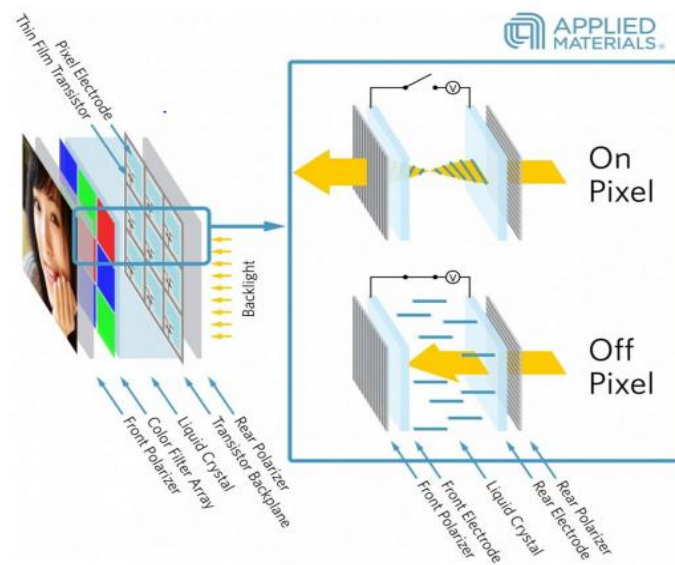 APPLIED
MATERIALS®
Pixel Electrode
Thin Film Transistor
V
On
Pixel
Backlight
V
Off
Pixel
Front Polarizer
Color Filter Array
Liquid Crystal
Transistor Backplane
Rear Polarizer
Front Polarizer
Front Electrode
Liquid Crystal
Rear Electrode
Rear Polarizer